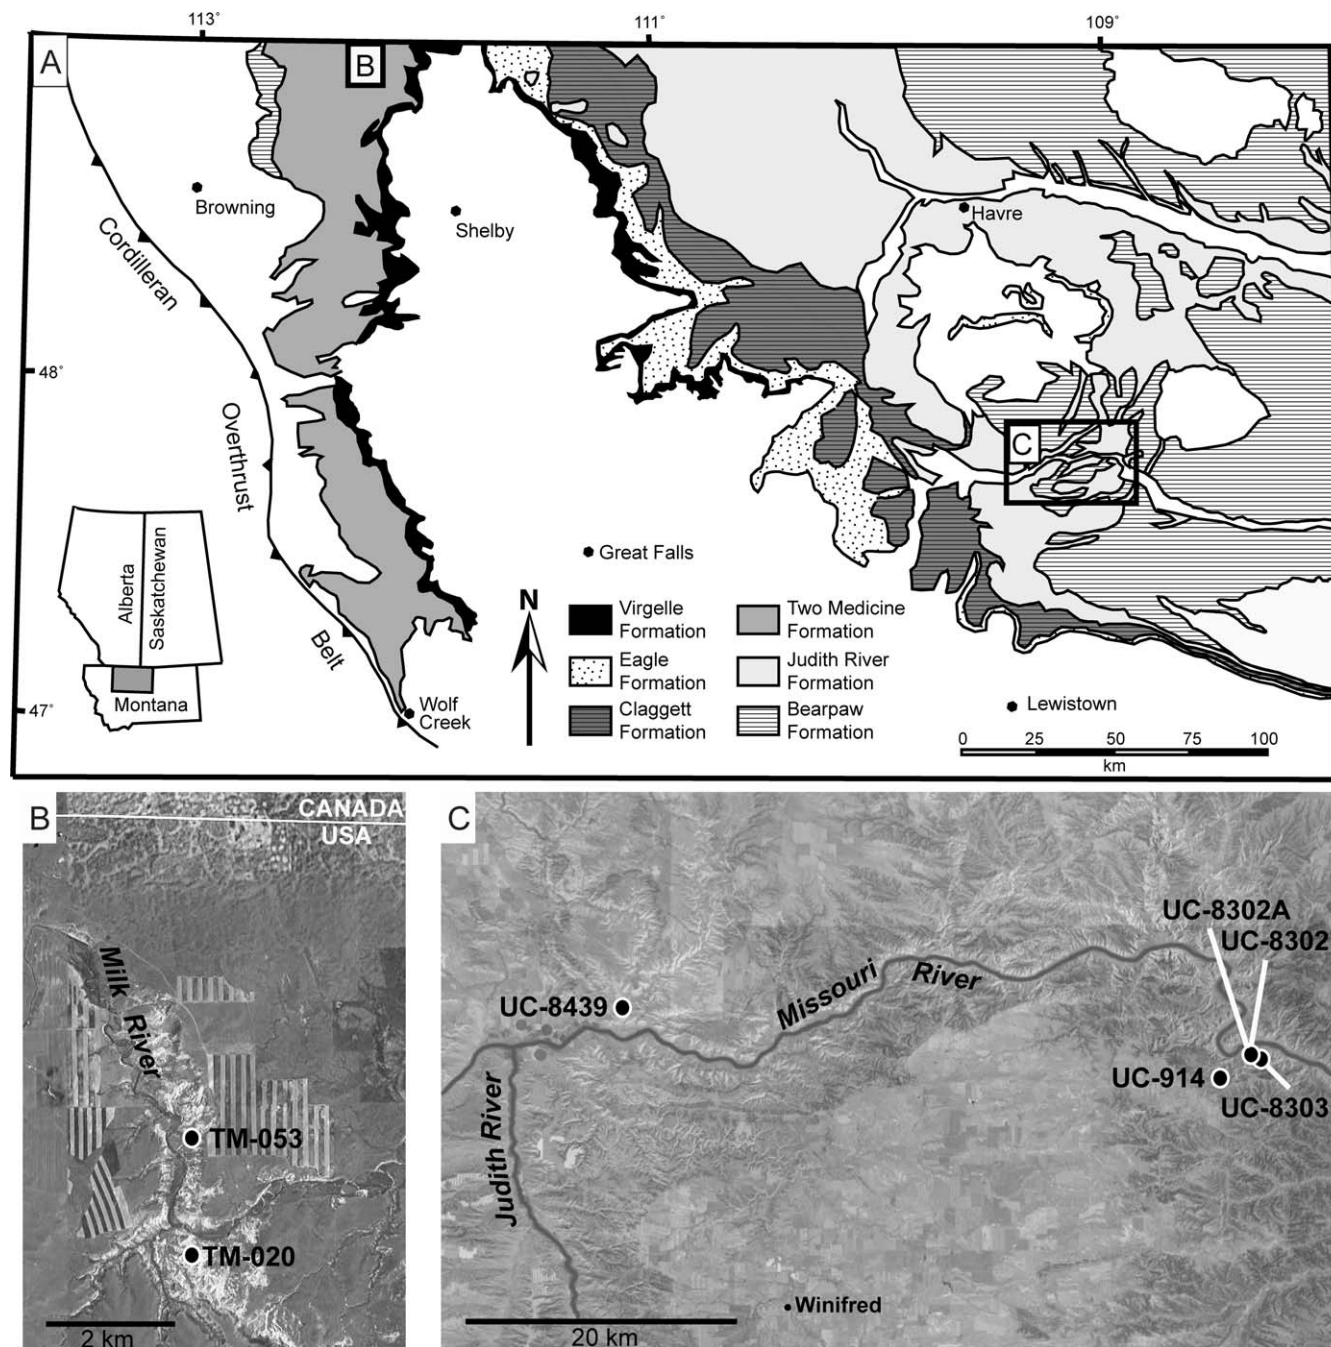 113°
111°
109°
A
B
Browning
Shelby
Havre
Cordilleran
48°
Overthrust
C
Great Falls
Alberta
Saskatchewan
N
Virgelle
Formation
Two Medicine
Formation
Eagle
Formation
Judith River
Formation
Belt
Claggett
Formation
Bearpaw
Formation
Montana
47°
Wolf
Creek
Lewistown
0 25 50 75 100
km
B
CANADA
USA
Milk
River
TM-053
TM-020
2 km
C
UC-8302A
UC-8302
Missouri
River
UC-8439
UC-914
UC-8303
Judith River
Winifred
20 km